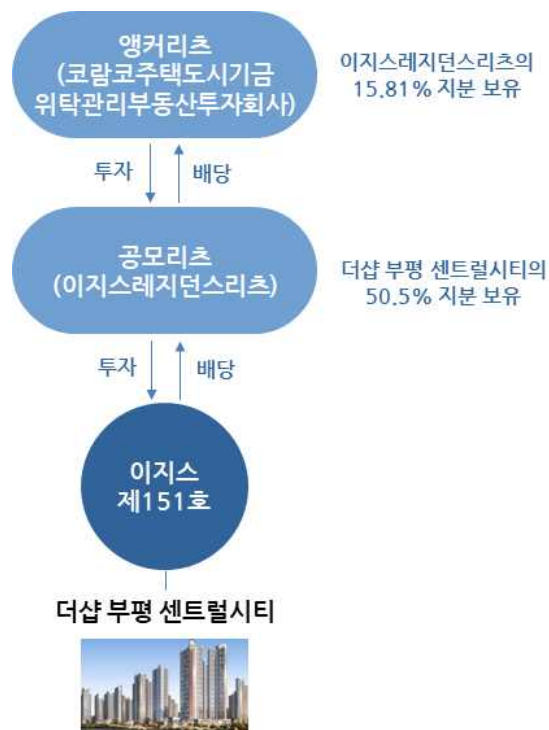 앵커리츠
(코람코주택도시기금
위탁관리부동산투자회사)
이지스레지던스리츠의
15.81% 지분 보유
투자
배당
공모리츠
(이지스레지던스리츠)
더샵 부평 센트럴시티의
50.5% 지분 보유
투자
배당
이지스
제151호
더샵 부평 센트럴시티